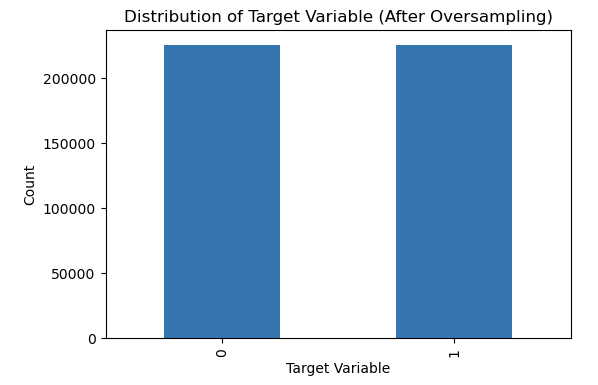 Distribution of Target Variable (After Oversampling)
200000
150000
100000
50000
0
Count
0
1
Target Variable